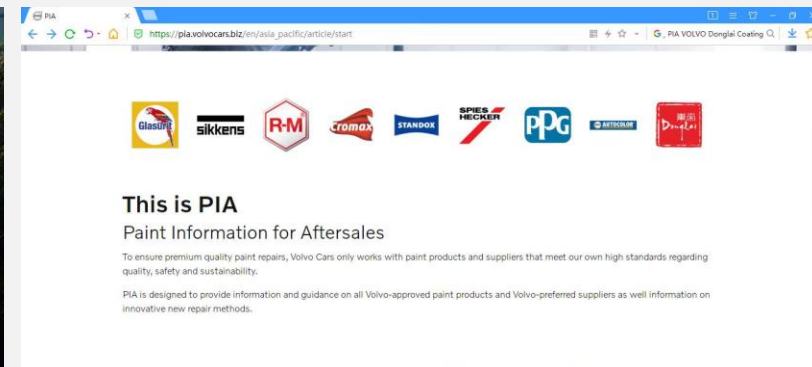 PIA
https://pia.volvocars.biz/en/asia_pacific/article/start
G. PIA VOLVO Donglai Coating
Glasurit
sikkens
R-M
Cromax
STANDOX
SPIES HECKER
PPG
AUTOCOLOR
東来
Donglai
This is PIA
Paint Information for Aftersales
To ensure premium quality paint repairs, Volvo Cars only works with paint products and suppliers that meet our own high standards regarding
quality, safety and sustainability.
PIA is designed to provide information and guidance on all Volvo-approved paint products and Volvo-preferred suppliers as well information on
innovative new repair methods.